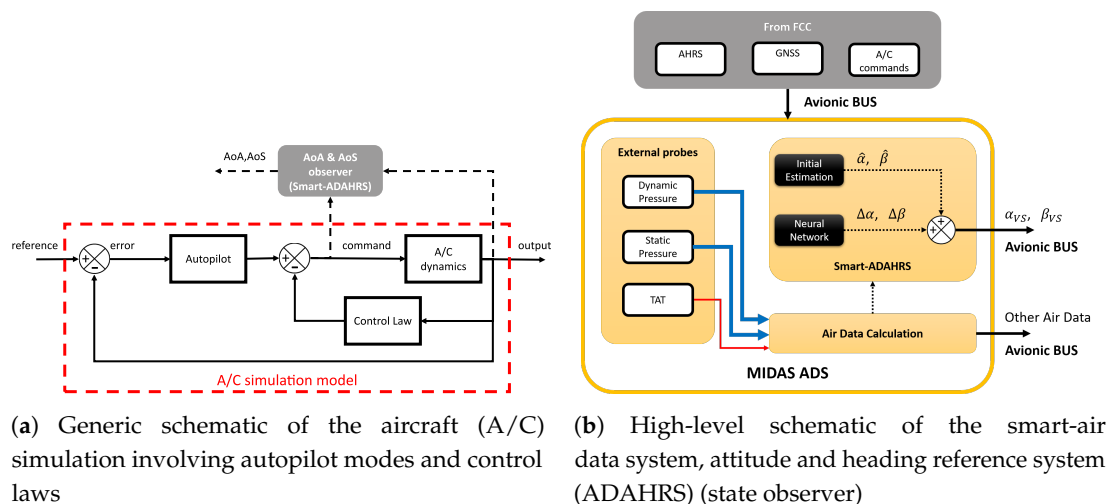 AoA,AoS
AoA & AoS
observer
(Smart-ADAHRS)
reference
error
Autopilot
command
A/C
dynamics
output
Control Law
A/C simulation model
From FCC
AHRS
GNSS
A/C
commands
Avionic BUS
External probes
Dynamic
Pressure
Static
Pressure
TAT
Initial
Estimation
α̂, β̂
Neural
Network
Δα, Δβ
Smart-ADAHRS
α_VS, β_VS
Avionic BUS
Air Data Calculation
Other Air Data
Avionic BUS
MIDAS ADS
(a) Generic schematic of the aircraft (A/C)
simulation involving autopilot modes and control
laws
(b) High-level schematic of the smart-air
data system, attitude and heading reference system
(ADAHRS) (state observer)